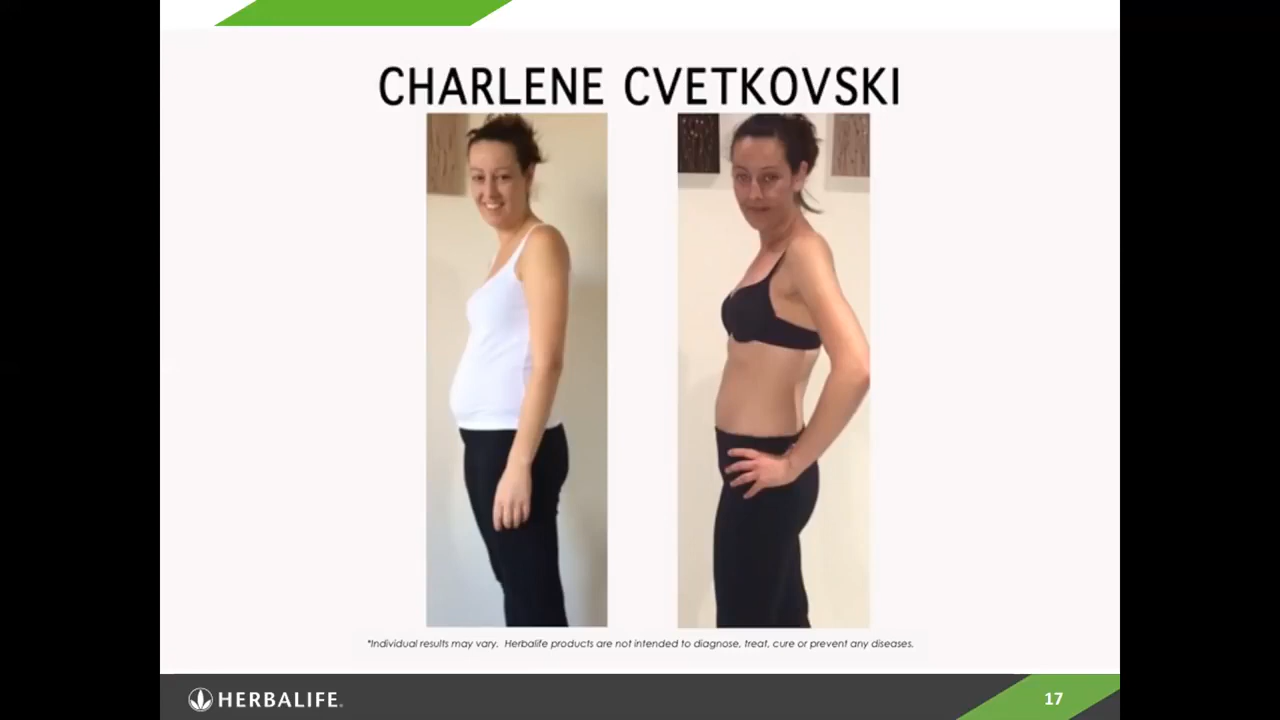 CHARLENE CVETKOVSKI
*Individual results may vary. Herbalife products are not intended to diagnose, treat, cure or prevent any diseases.
HERBALIFE.
17